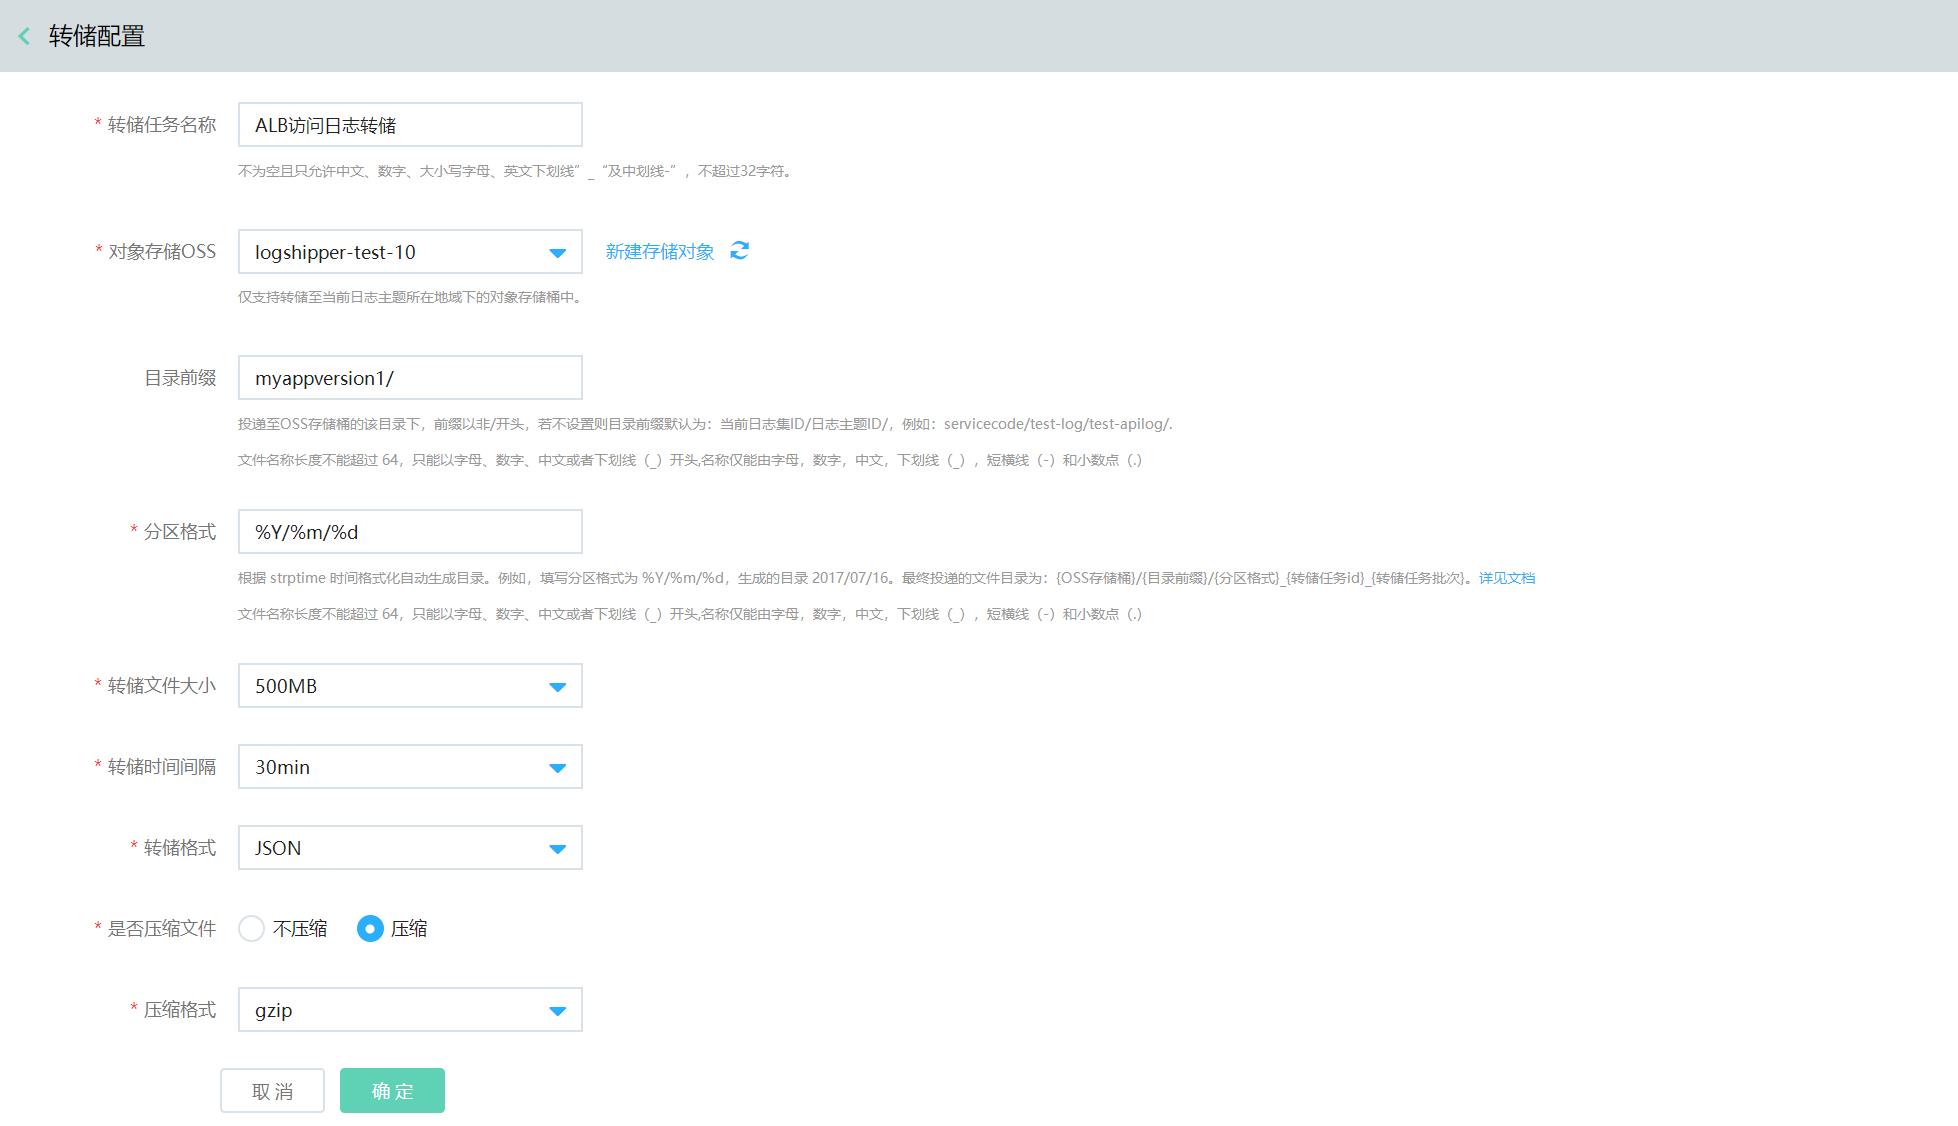 转储配置
* 转储任务名称 ALB访问日志转储
不为空且只允许中文、数字、大小写字母、英文下划线”_“及中划线-”，不超过32字符。
* 对象存储OSS logshipper-test-10 新建存储对象
仅支持转储至当前日志主题所在地域下的对象存储桶中。
目录前缀 myappversion1/
投递至OSS存储桶的该目录下，前缀以非/开头，若不设置则目录前缀默认为：当前日志集ID/日志主题ID/，例如：servicecode/test-log/test-apilog/.
文件名称长度不能超过 64，只能以字母、数字、中文或者下划线（_）开头,名称仅能由字母，数字，中文，下划线（_），短横线（-）和小数点（.）
* 分区格式 %Y/%m/%d
根据 strptime 时间格式化自动生成目录。例如，填写分区格式为 %Y/%m/%d，生成的目录 2017/07/16。最终投递的文件目录为：{OSS存储桶}/{目录前缀}/{分区格式}_{转储任务id}_{转储任务批次}。详见文档
文件名称长度不能超过 64，只能以字母、数字、中文或者下划线（_）开头,名称仅能由字母，数字，中文，下划线（_），短横线（-）和小数点（.）
* 转储文件大小 500MB
* 转储时间间隔 30min
* 转储格式 JSON
* 是否压缩文件 不压缩 压缩
* 压缩格式 gzip
取消 确定